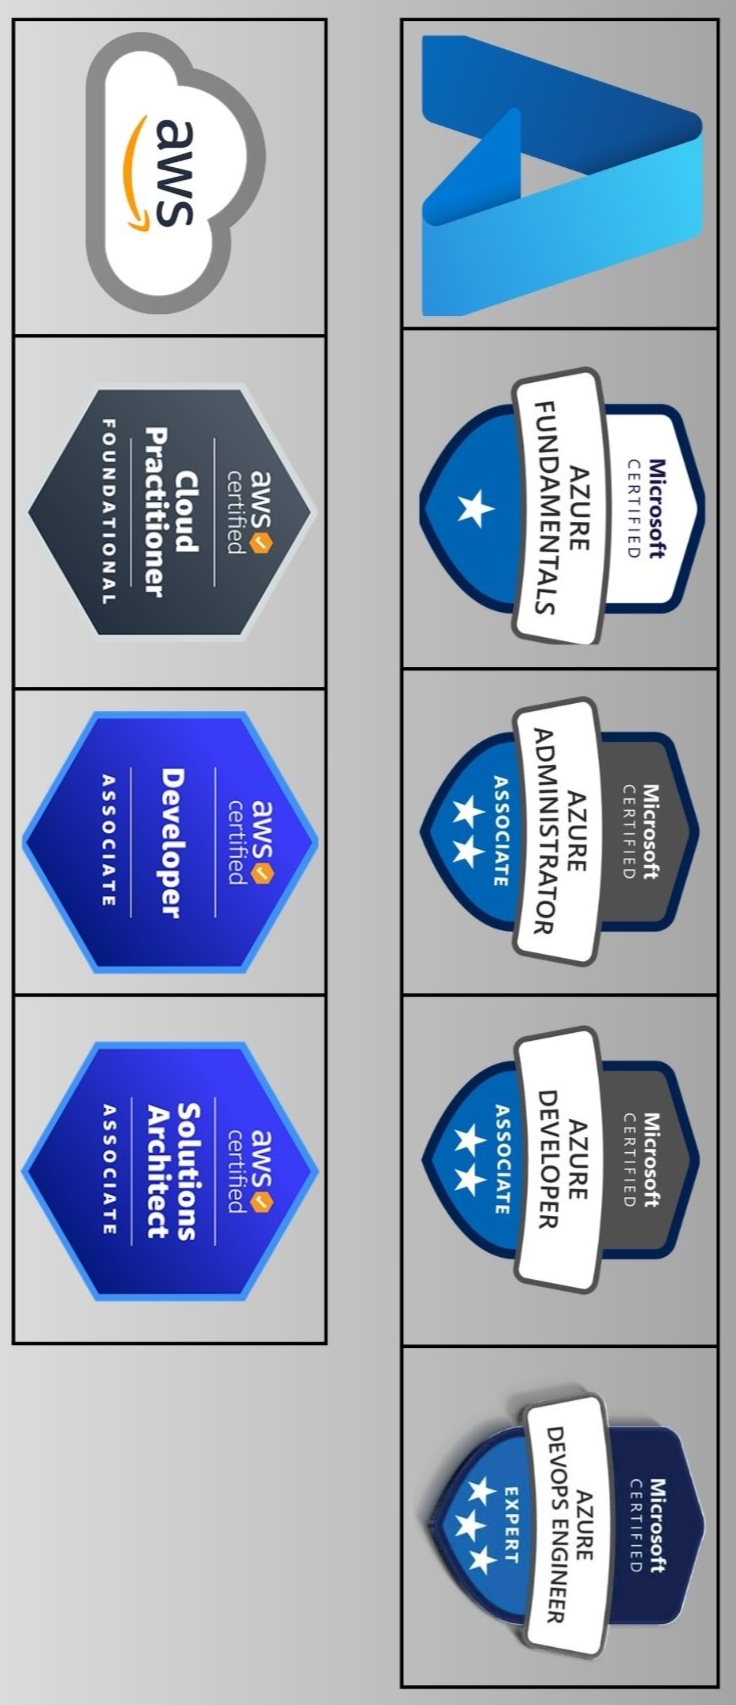 Microsoft
CERTIFIED
AZURE
FUNDAMENTALS
Microsoft
CERTIFIED
AZURE
ADMINISTRATOR
ASSOCIATE
Microsoft
CERTIFIED
AZURE
DEVELOPER
ASSOCIATE
Microsoft
CERTIFIED
AZURE
DEVOPS ENGINEER
EXPERT
aws
aws
certified
Cloud
Practitioner
FOUNDATIONAL
aws
certified
Developer
ASSOCIATE
aws
certified
Solutions
Architect
ASSOCIATE